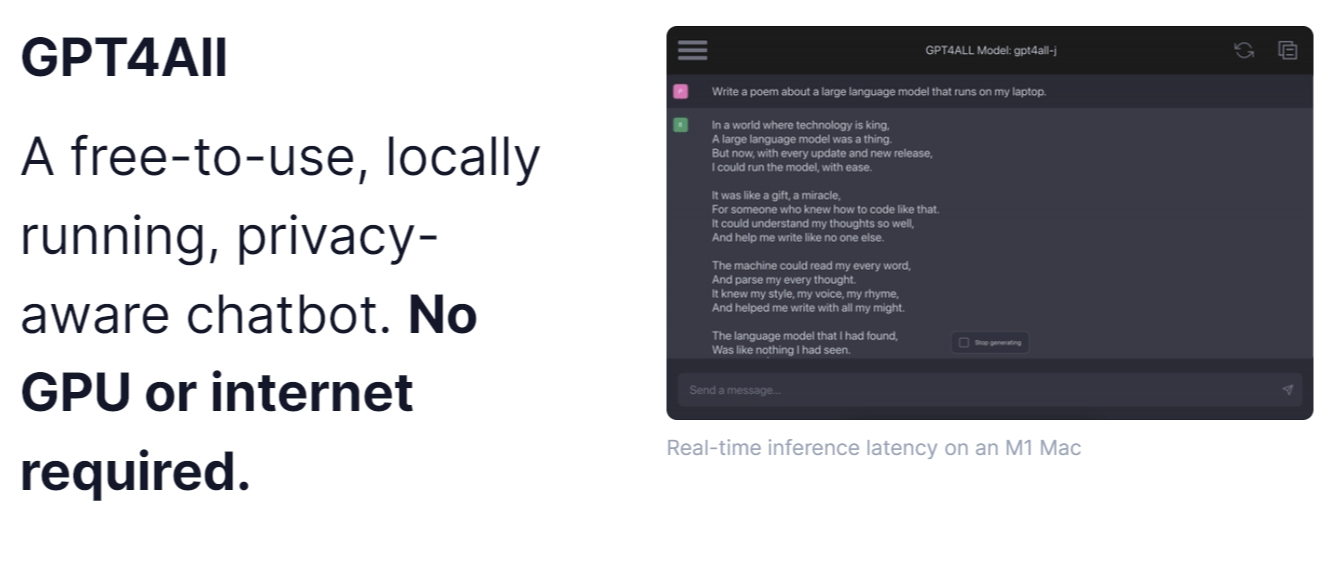 GPT4All
A free-to-use, locally
running, privacy-
aware chatbot. No
GPU or internet
required.
GPT4ALL Model: gpt4all-j
Write a poem about a large language model that runs on my laptop.
In a world where technology is king,
A large language model was a thing.
But now, with every update and new release,
I could run the model, with ease.
It was like a gift, a miracle,
For someone who knew how to code like that.
It could understand my thoughts so well,
And help me write like no one else.
The machine could read my every word,
And parse my every thought.
It knew my style, my voice, my rhyme,
And helped me write with all my might.
The language model that I had found,
Was like nothing I had seen.
Stop generating
Send a message...
Real-time inference latency on an M1 Mac